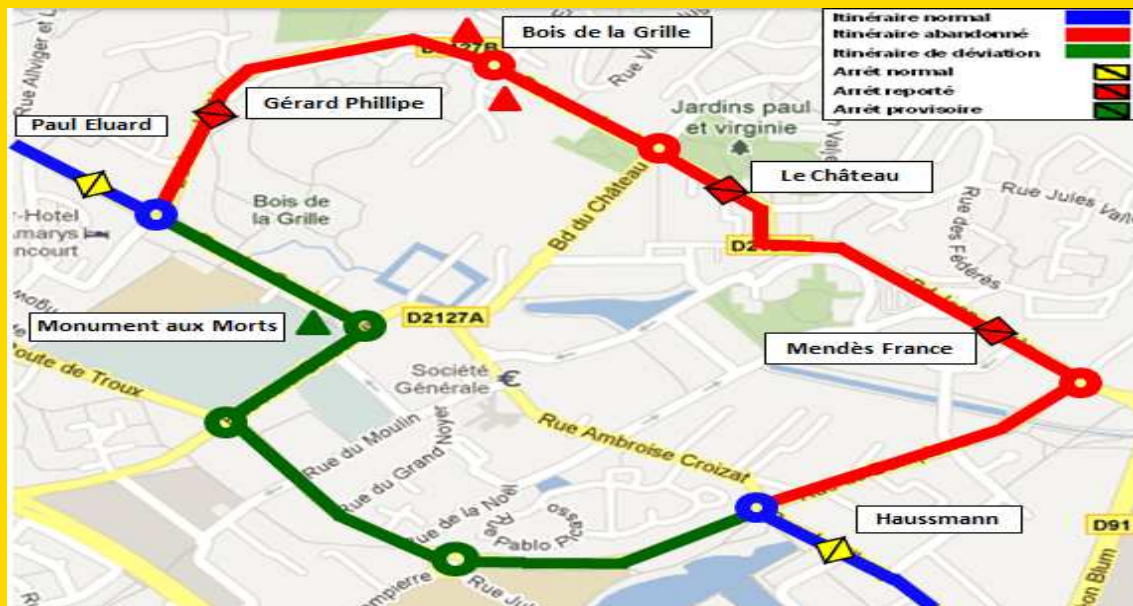 Itinéraire normal
Itinéraire abandonné
Itinéraire de déviation
Arrêt normal
Arrêt reporté
Arrêt provisoire
Bois de la Grille
Gérard Phillipe
Paul Eluard
Jardins paul
et virginie
Le Château
Rue Jules
Rue des Fédérés
Bois de
la Grille
Bd du Château
Monument aux Morts
D2127A
Mendès France
Route de Troux
Société
Générale
Rue du Moulin
Rue du Grand Noyer
Rue Ambroise Croizat
Rue de la Noël
Rue
Pablo Picasso
Haussmann
D91